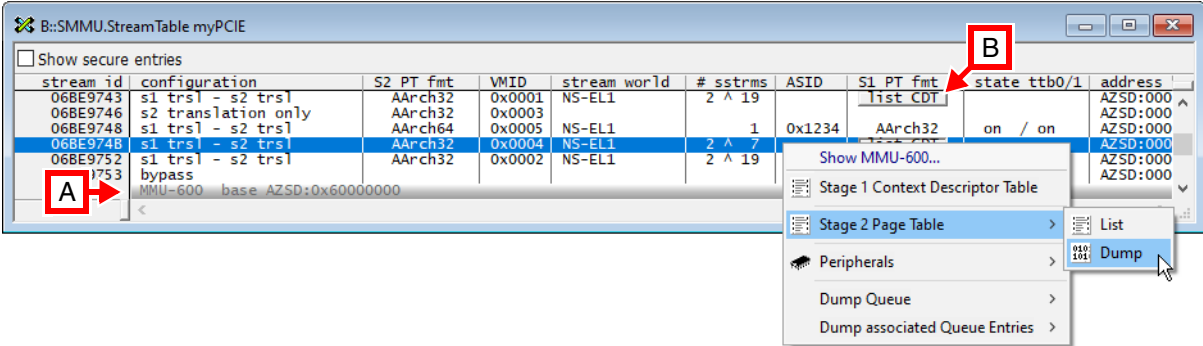 B::SMMU.StreamTable myPCIE
B
Show secure entries
stream id configuration S2 PT fmt VMID stream world # sstrms ASID S1 PT fmt state ttb0/1 address
06BE9743 s1 trsl - s2 trsl AArch32 0x0001 NS-EL1 2 ^ 19 list CDT AZSD:000
06BE9746 s2 translation only AArch32 0x0003 AZSD:000
06BE9748 s1 trsl - s2 trsl AArch64 0x0005 NS-EL1 1 0x1234 AArch32 on / on AZSD:000
06BE974B s1 trsl - s2 trsl AArch32 0x0004 NS-EL1 2 ^ 7 list CDT AZSD:000
06BE9752 s1 trsl - s2 trsl AArch32 0x0002 NS-EL1 2 ^ 19 AZSD:000
9753 bypass AZSD:000
A MMU-600 base AZSD:0x60000000
Show MMU-600...
Stage 1 Context Descriptor Table
Stage 2 Page Table
List
Dump
Peripherals
Dump Queue
Dump associated Queue Entries